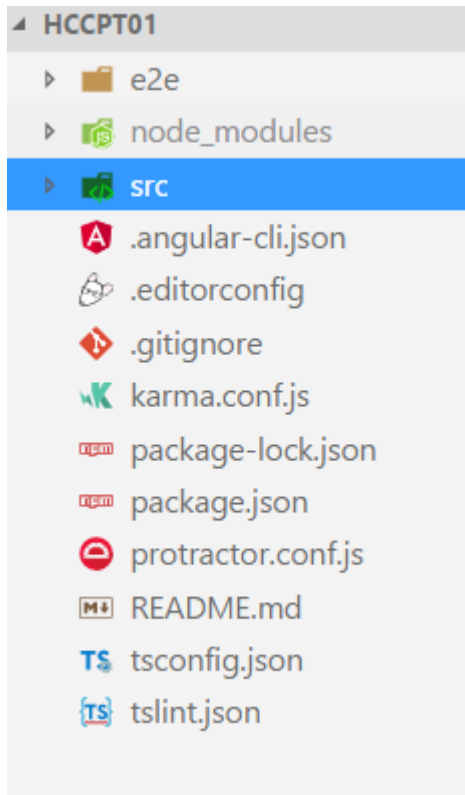 HCCPT01
e2e
node_modules
src
.angular-cli.json
.editorconfig
.gitignore
karma.conf.js
package-lock.json
package.json
protractor.conf.js
README.md
tsconfig.json
tslint.json